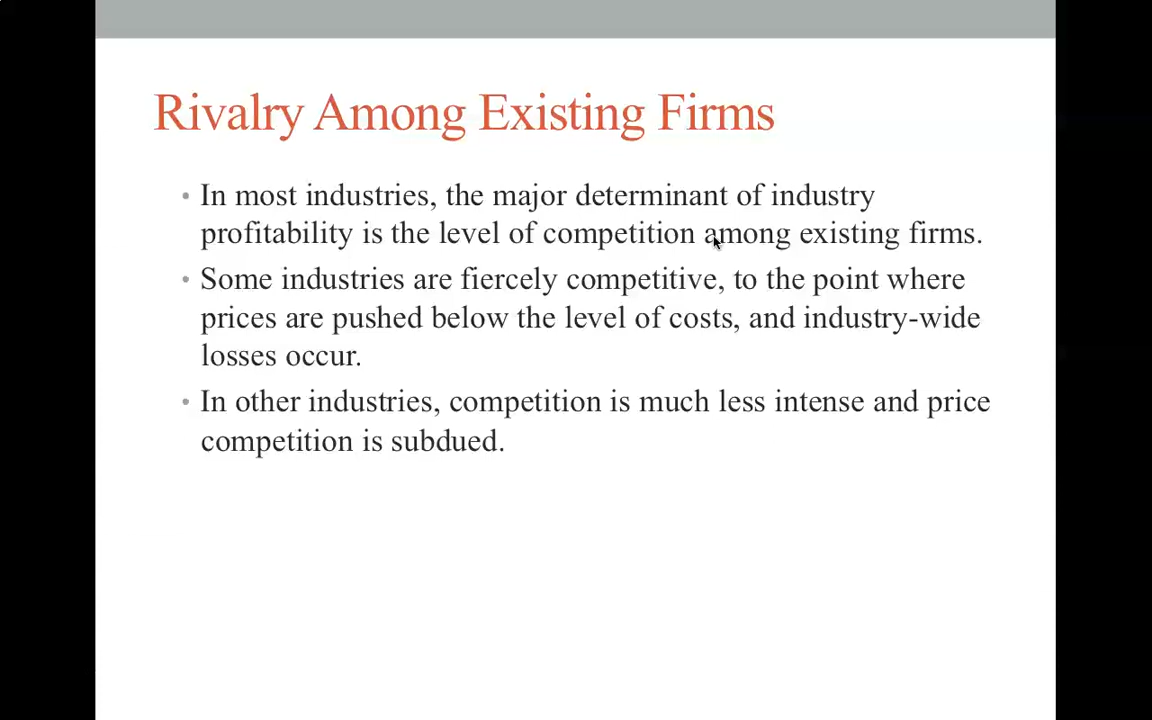 Rivalry Among Existing Firms
• In most industries, the major determinant of industry
profitability is the level of competition among existing firms.
• Some industries are fiercely competitive, to the point where
prices are pushed below the level of costs, and industry-wide
losses occur.
• In other industries, competition is much less intense and price
competition is subdued.